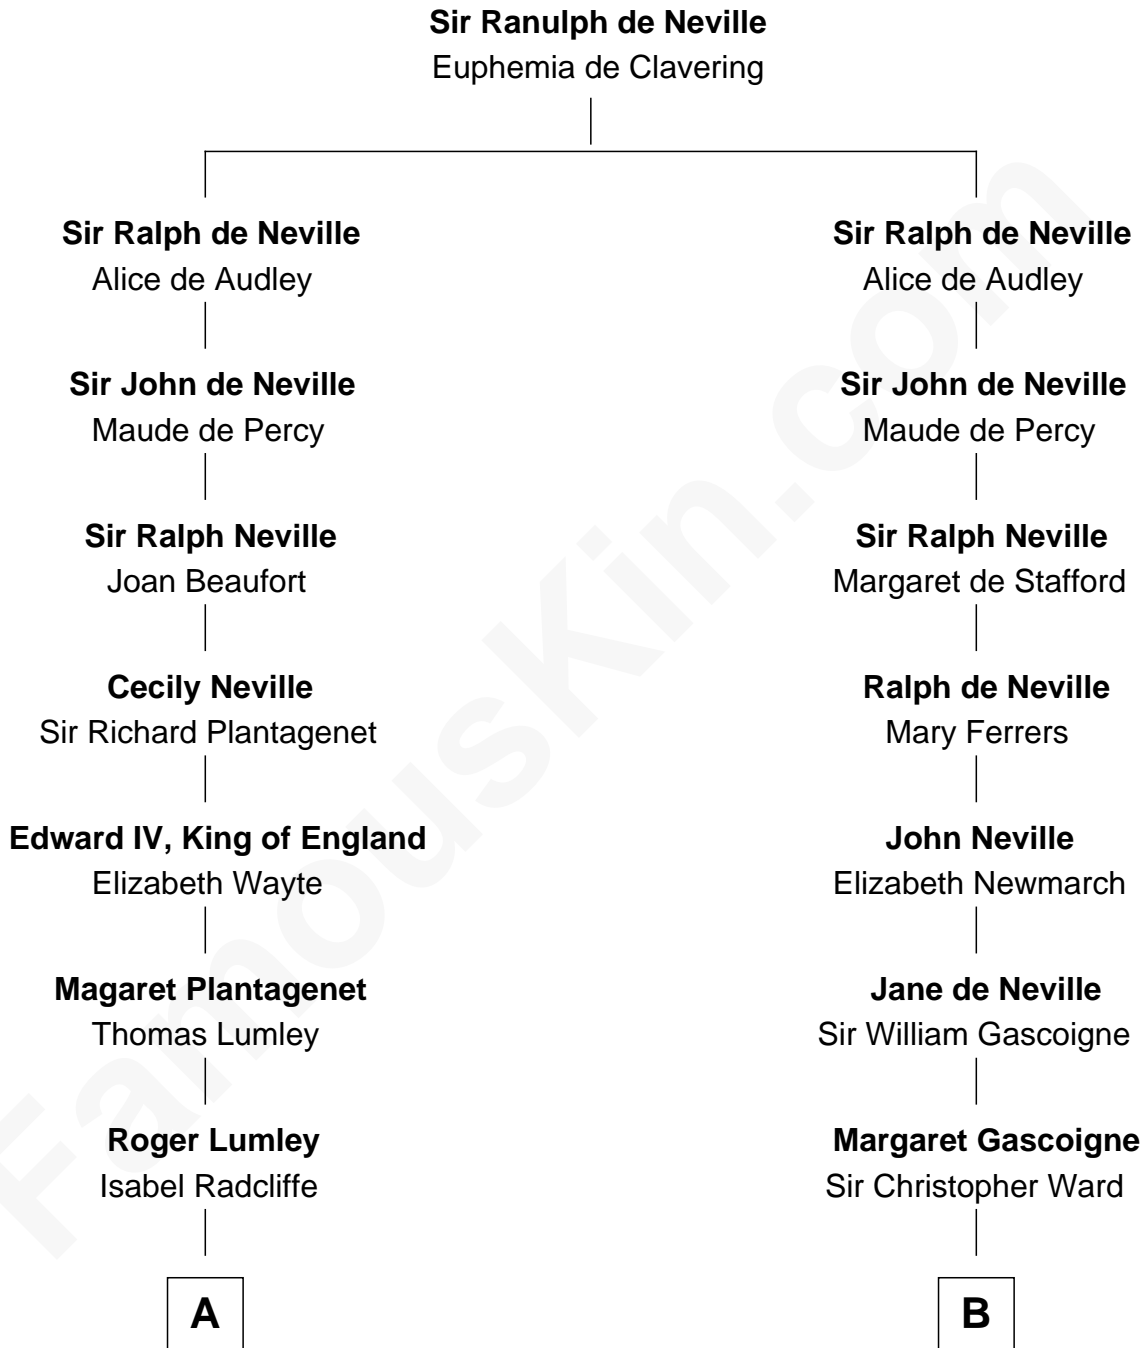 Sir Ranulph de Neville
Euphemia de Clavering
Sir Ralph de Neville
Alice de Audley
Sir John de Neville
Maude de Percy
Sir Ralph Neville
Joan Beaufort
Cecily Neville
Sir Richard Plantagenet
Edward IV, King of England
Elizabeth Wayte
Magaret Plantagenet
Thomas Lumley
Roger Lumley
Isabel Radcliffe
A
Sir Ralph de Neville
Alice de Audley
Sir John de Neville
Maude de Percy
Sir Ralph Neville
Margaret de Stafford
Ralph de Neville
Mary Ferrers
John Neville
Elizabeth Newmarch
Jane de Neville
Sir William Gascoigne
Margaret Gascoigne
Sir Christopher Ward
B
FamousKin.com